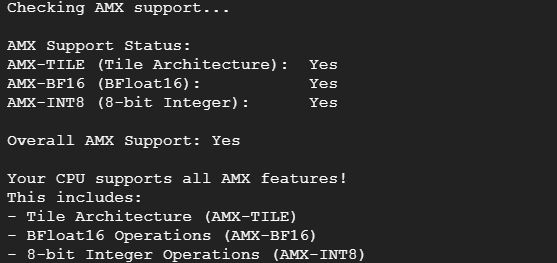 Checking AMX support...
AMX Support Status:
AMX-TILE (Tile Architecture): Yes
AMX-BF16 (BFloat16): Yes
AMX-INT8 (8-bit Integer): Yes
Overall AMX Support: Yes
Your CPU supports all AMX features!
This includes:
- Tile Architecture (AMX-TILE)
- BFloat16 Operations (AMX-BF16)
- 8-bit Integer Operations (AMX-INT8)